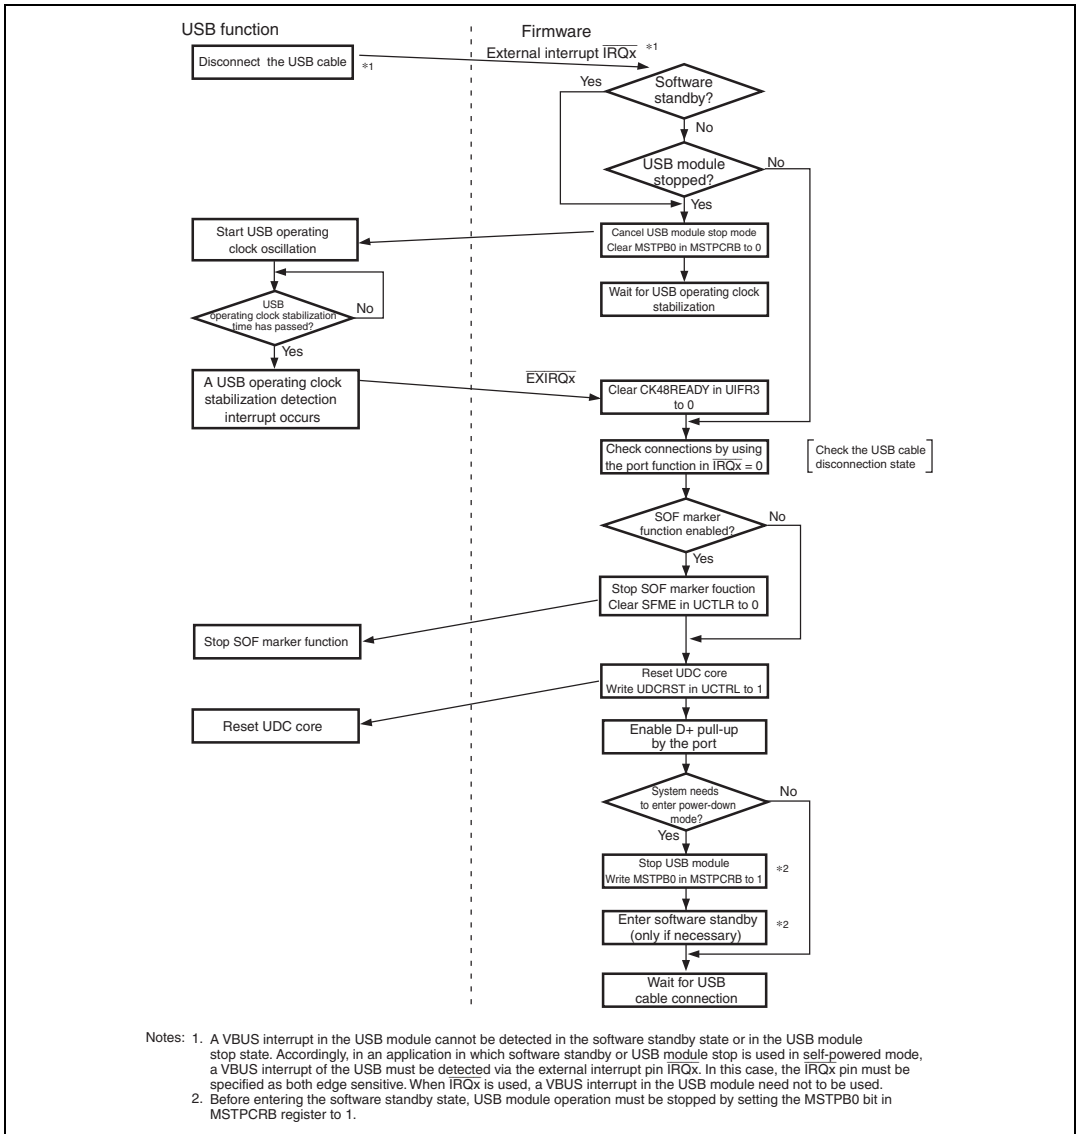 USB function
Firmware
Disconnect the USB cable
*1
External interrupt IRQx *1
Software
standby?
Yes
No
USB module
stopped?
No
Yes
Start USB operating
clock oscillation
Cancel USB module stop mode
Clear MSTPB0 in MSTPCRB to 0
Wait for USB operating clock
stabilization
USB
operating clock stabilization
time has passed?
No
Yes
A USB operating clock
stabilization detection
interrupt occurs
EXIRQx
Clear CK48READY in UIFR3
to 0
Check connections by using
the port function in IRQx = 0
Check the USB cable
disconnection state
SOF marker
function enabled?
No
Yes
Stop SOF marker fouction
Clear SFME in UCTLR to 0
Stop SOF marker function
Reset UDC core
Write UDCRST in UCTRL to 1
Reset UDC core
Enable D+ pull-up
by the port
System needs
to enter power-down
mode?
No
Yes
Stop USB module
Write MSTPB0 in MSTPCRB to 1
*2
Enter software standby
(only if necessary)
*2
Wait for USB
cable connection
Notes: 1. A VBUS interrupt in the USB module cannot be detected in the software standby state or in the USB module
stop state. Accordingly, in an application in which software standby or USB module stop is used in self-powered mode,
a VBUS interrupt of the USB must be detected via the external interrupt pin IRQx. In this case, the IRQx pin must be
specified as both edge sensitive. When IRQx is used, a VBUS interrupt in the USB module need not to be used.
2. Before entering the software standby state, USB module operation must be stopped by setting the MSTPB0 bit in
MSTPCRB register to 1.